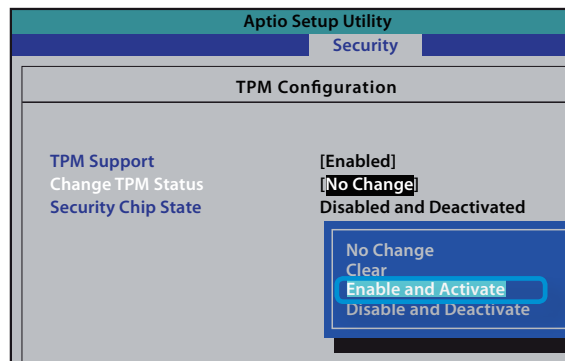 Aptio Setup Utility
Security
TPM Configuration
TPM Support [Enabled]
Change TPM Status [No Change]
Security Chip State Disabled and Deactivated
No Change
Clear
Enable and Activate
Disable and Deactivate